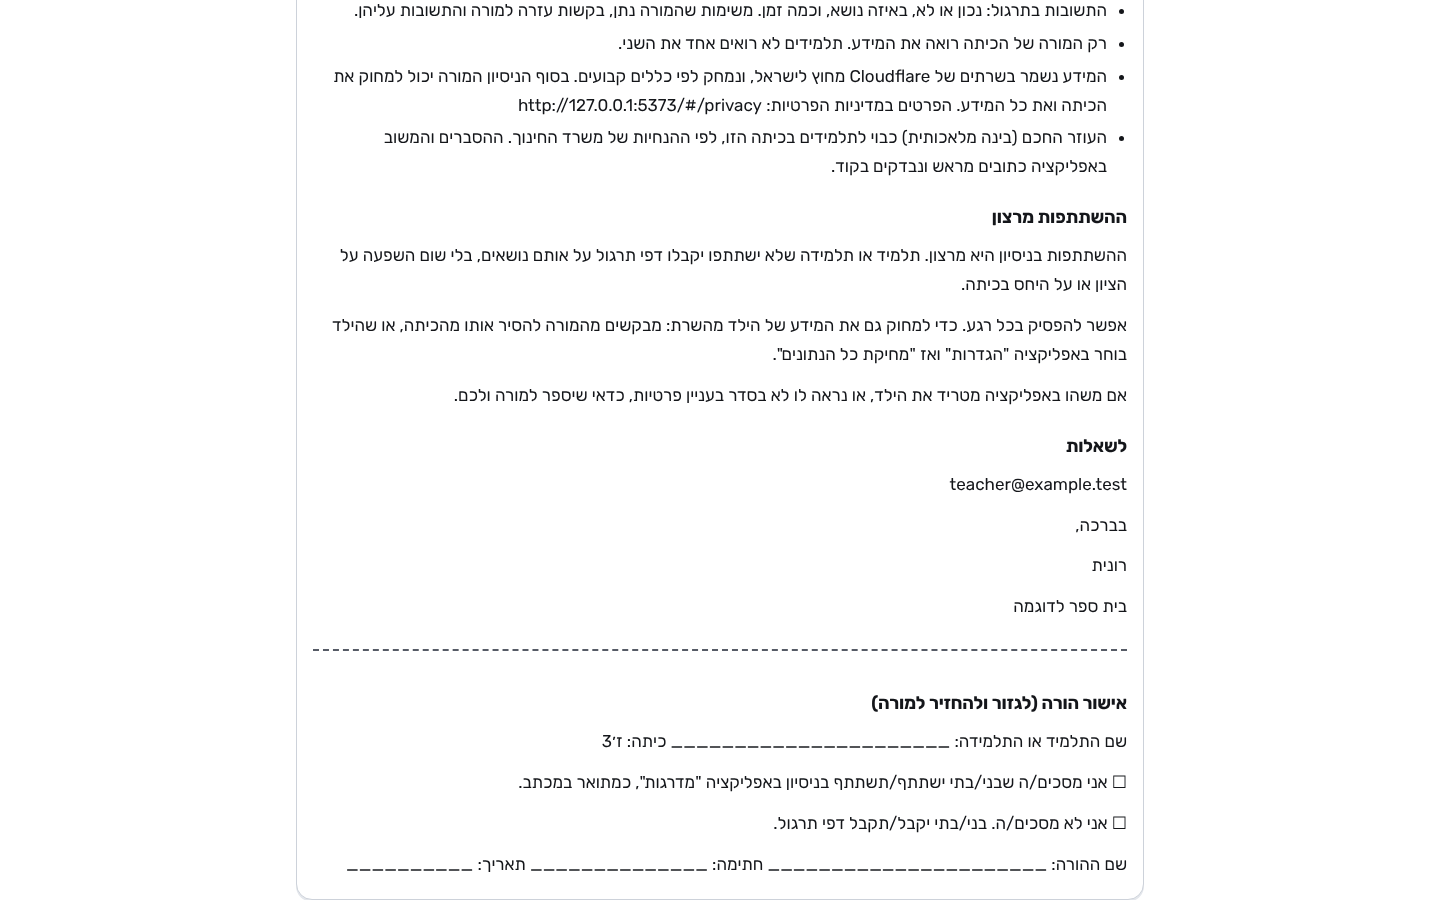 התשובות בתרגול: נכון או לא, באיזה נושא, וכמה זמן. משימות שהמורה נתן, בקשות עזרה למורה והתשובות עליהן.
רק המורה של הכיתה רואה את המידע. תלמידים לא רואים אחד את השני.
המידע נשמר בשרתים של Cloudflare מחוץ לישראל, ונמחק לפי כללים קבועים. בסוף הניסיון המורה יכול למחוק את
הכיתה ואת כל המידע. הפרטים במדיניות הפרטיות: http://127.0.0.1:5373/#/privacy
העוזר החכם (בינה מלאכותית) כבוי לתלמידים בכיתה הזו, לפי ההנחיות של משרד החינוך. ההסברים והמשוב
באפליקציה כתובים מראש ונבדקים בקוד.
ההשתתפות מרצון
ההשתתפות בניסיון היא מרצון. תלמיד או תלמידה שלא ישתתפו יקבלו דפי תרגול על אותם נושאים, בלי שום השפעה על
הציון או על היחס בכיתה.
אפשר להפסיק בכל רגע. כדי למחוק גם את המידע של הילד מהשרת: מבקשים מהמורה להסיר אותו מהכיתה, או שהילד
בוחר באפליקציה "הגדרות" ואז "מחיקת כל הנתונים".
אם משהו באפליקציה מטריד את הילד, או נראה לו לא בסדר בעניין פרטיות, כדאי שיספר למורה ולכם.
לשאלות
teacher@example.test
בברכה,
רונית
בית ספר לדוגמה
אישור הורה (לגזור ולהחזיר למורה)
שם התלמיד או התלמידה: ______________________ כיתה: ז׳3
☐ אני מסכים/ה שבני/בתי ישתתף/תשתתף בניסיון באפליקציה "מדרגות", כמתואר במכתב.
☐ אני לא מסכים/ה. בני/בתי יקבל/תקבל דפי תרגול.
שם ההורה: ______________________ חתימה: ______________ תאריך: __________